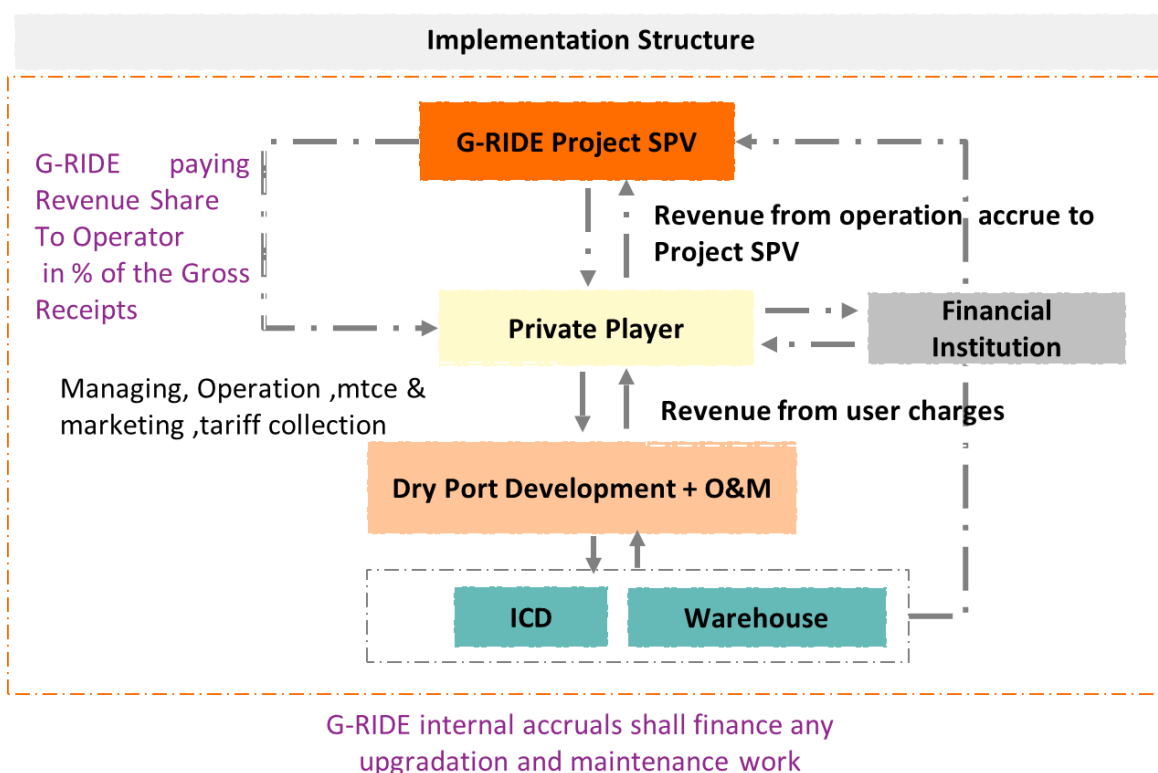 Implementation Structure
G-RIDE Project SPV
G-RIDE paying
Revenue Share
To Operator
in % of the Gross
Receipts
Revenue from operation accrue to
Project SPV
Private Player
Financial
Institution
Managing, Operation ,mtce &
marketing ,tariff collection
Revenue from user charges
Dry Port Development + O&M
ICD
Warehouse
G-RIDE internal accruals shall finance any
upgradation and maintenance work